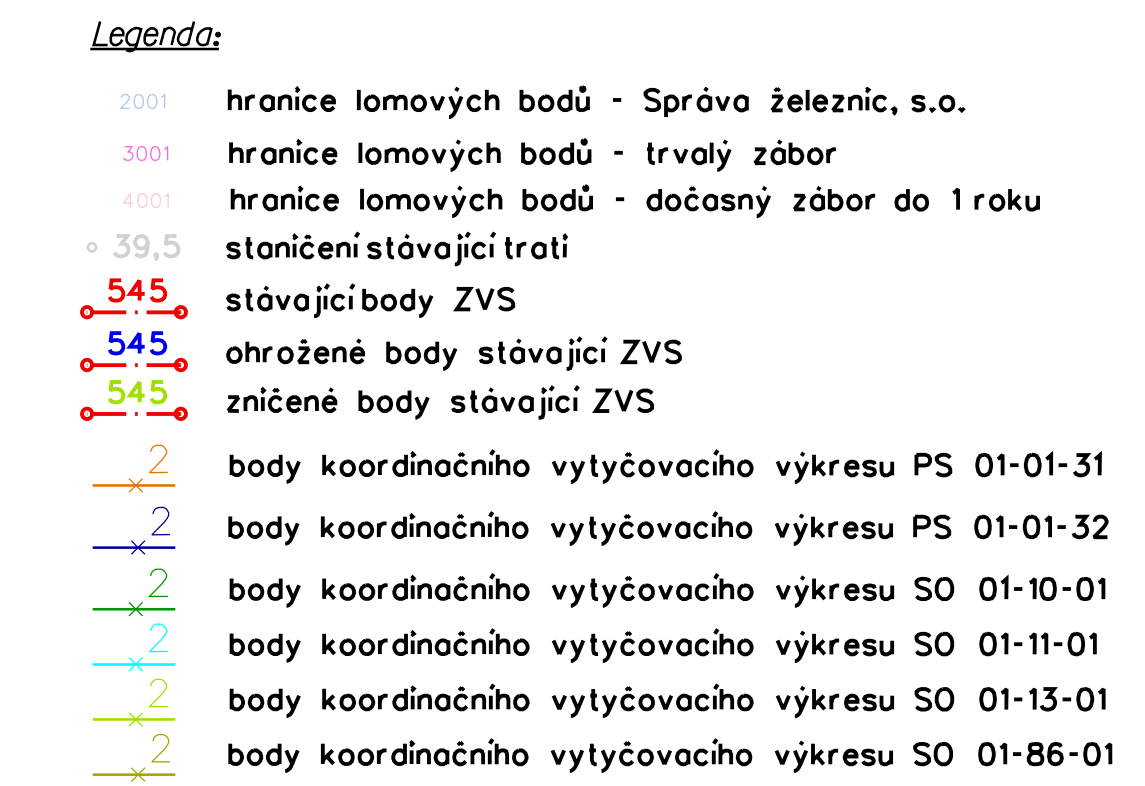 Legenda:
2001 hranice lomových bodů - Správa železnic, s.o.
3001 hranice lomových bodů - trvalý zábor
4001 hranice lomových bodů - dočasný zábor do 1 roku
39,5 staničení stávající trati
545 stávající body ZVS
545 ohrožené body stávající ZVS
545 zničené body stávající ZVS
2 body koordinačního vytyčovacího výkresu PS 01-01-31
2 body koordinačního vytyčovacího výkresu PS 01-01-32
2 body koordinačního vytyčovacího výkresu SO 01-10-01
2 body koordinačního vytyčovacího výkresu SO 01-11-01
2 body koordinačního vytyčovacího výkresu SO 01-13-01
2 body koordinačního vytyčovacího výkresu SO 01-86-01